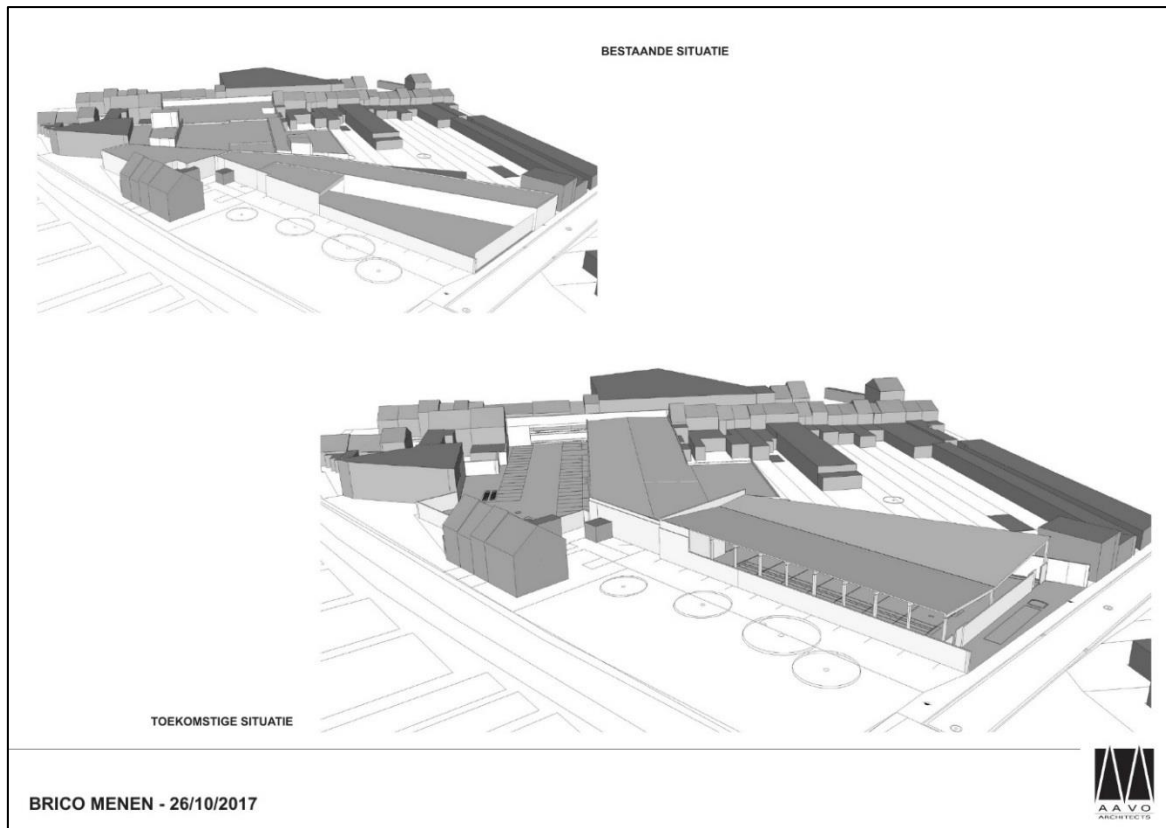 BESTAANDE SITUATIE
TOEKOMSTIGE SITUATIE
BRICO MENEN - 26/10/2017
AAVO
ARCHITECTS